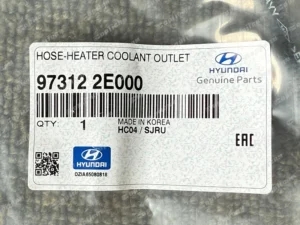 HOSE-HEATER COOLANT OUTLET
97312 2E000
HYUNDAI
Genuine Parts
QTY: 1
MADE IN KOREA
HC04 / SJRU
EAC
HYUNDAI